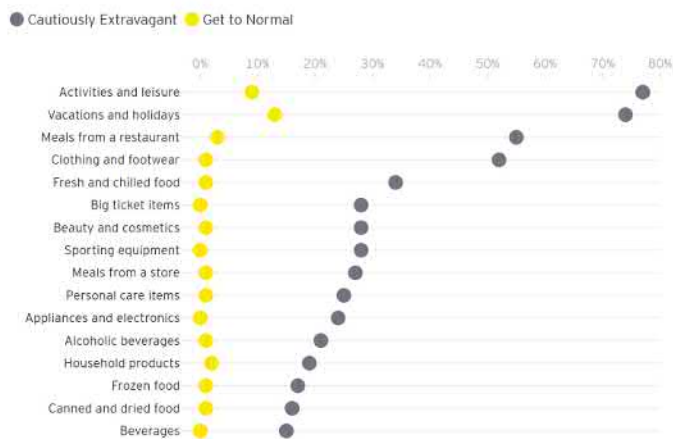 Cautiously Extravagant Get to Normal
0% 10% 20% 30% 40% 50% 60% 70% 80%
Activities and leisure
Vacations and holidays
Meals from a restaurant
Clothing and footwear
Fresh and chilled food
Big ticket items
Beauty and cosmetics
Sporting equipment
Meals from a store
Personal care items
Appliances and electronics
Alcoholic beverages
Household products
Frozen food
Canned and dried food
Beverages